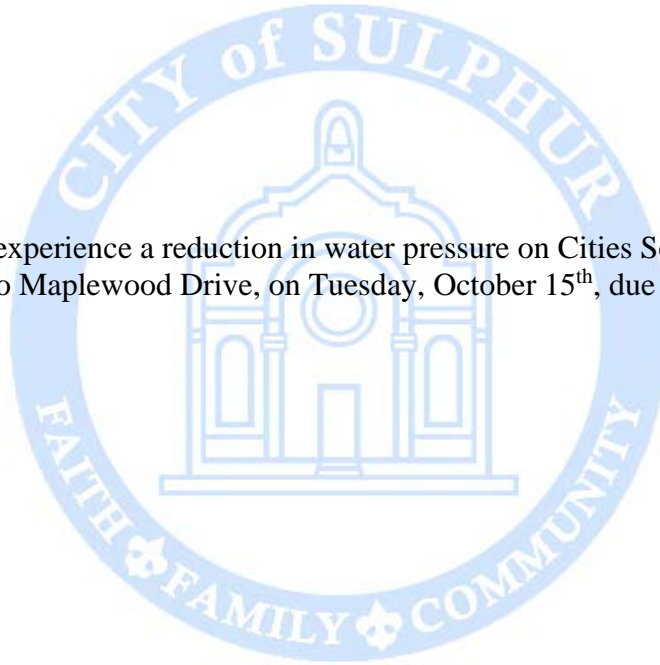 CITY of SULPHUR
experience a reduction in water pressure on Cities
o Maplewood Drive, on Tuesday, October 15th, due
FAITH FAMILY COMMUNITY